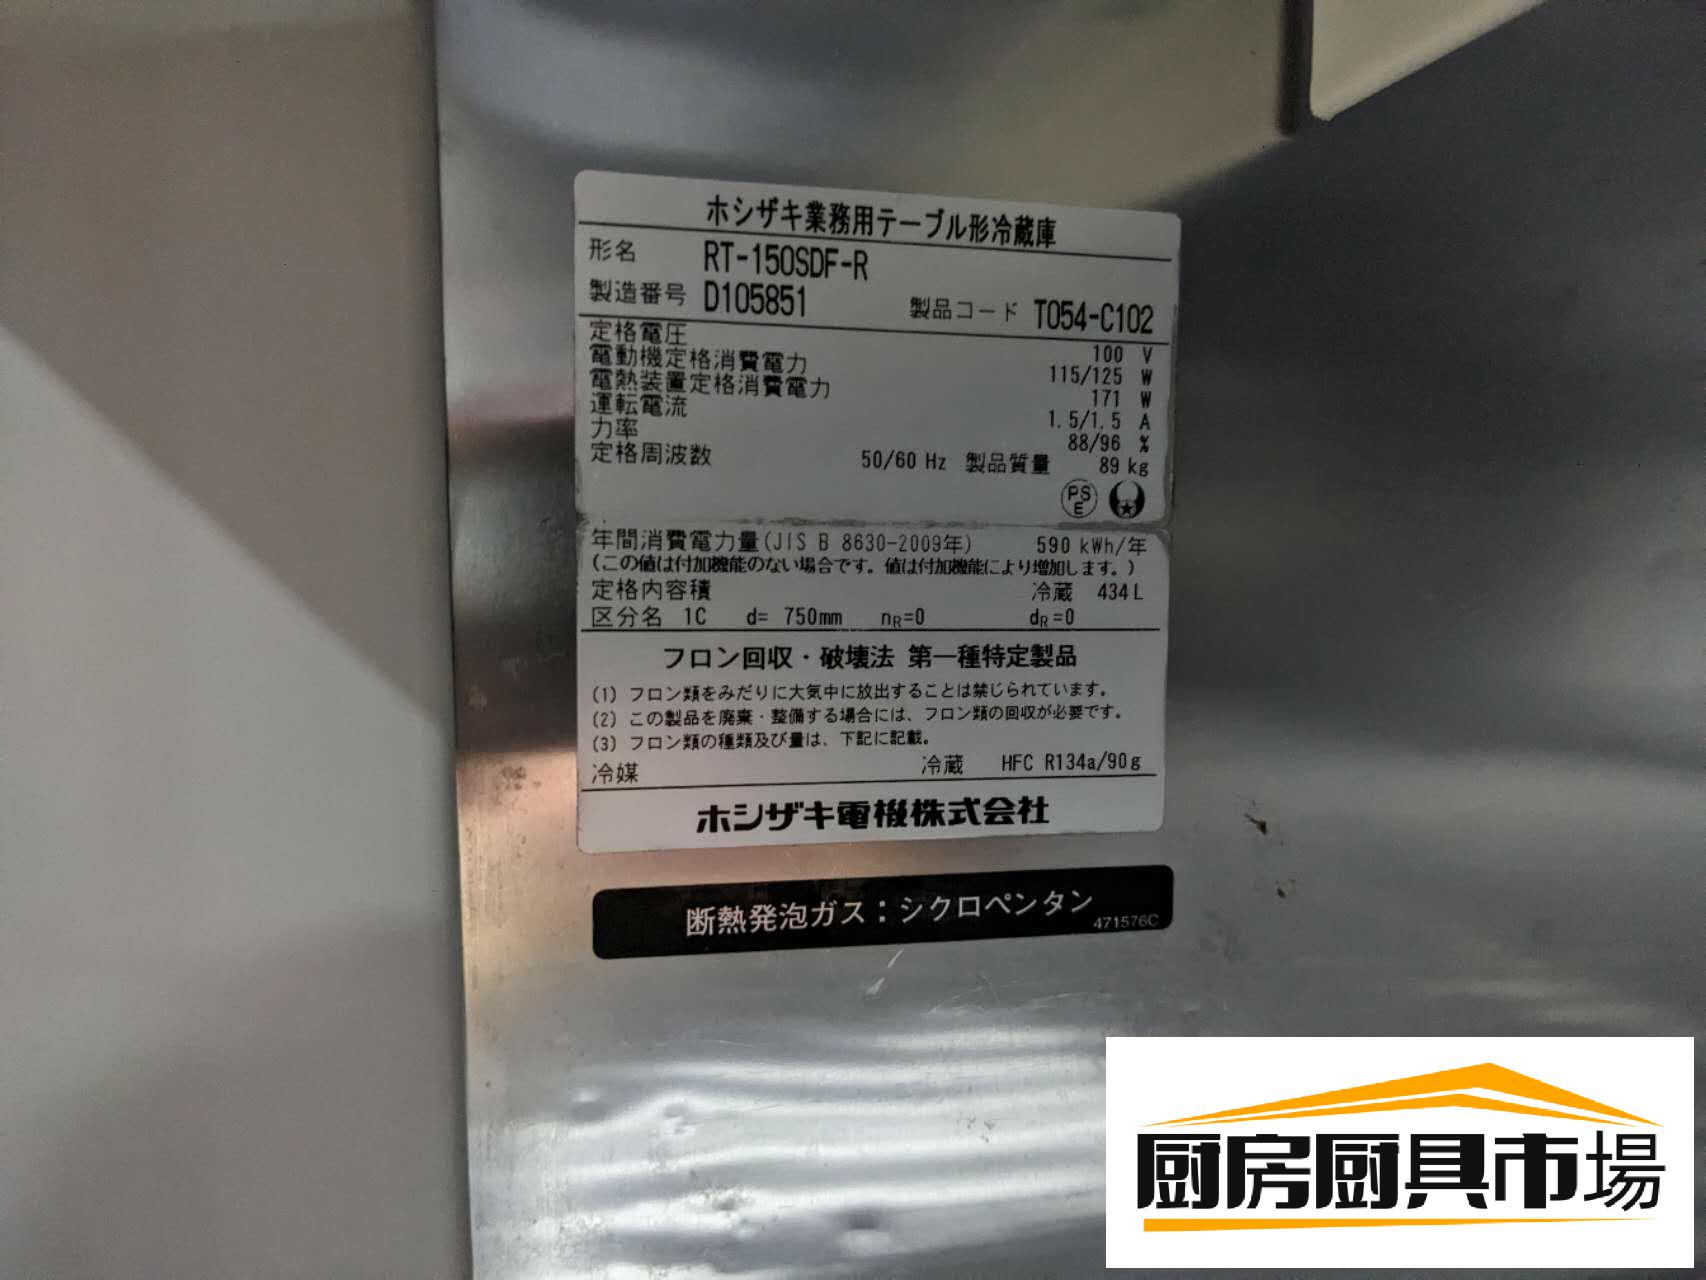 ホシザキ業務用テーブル形冷蔵庫
形名 RT-150SDF-R
製造番号 D105851 製品コード T054-C102
定格電圧 100 V
電動機定格消費電力 115/125 W
電熱装置定格消費電力 171 W
運転電流 1.5/1.5 A
力率 88/96 %
定格周波数 50/60 Hz 製品質量 89 kg
PS
E
年間消費電力量(JIS B 8630-2009年) 590 kWh/年
(この値は付加機能のない場合です。値は付加機能により増加します。)
定格内容積 冷蔵 434 L
区分名 1C d= 750mm nR=0 dR=0
フロン回収・破壊法 第一種特定製品
(1) フロン類をみだりに大気中に放出することは禁じられています。
(2) この製品を廃棄・整備する場合には、フロン類の回収が必要です。
(3) フロン類の種類及び量は、下記に記載。
冷媒 冷蔵 HFC R134a/90g
ホシザキ電機株式会社
断熱発泡ガス：シクロペンタン
471576C
厨房厨具市場